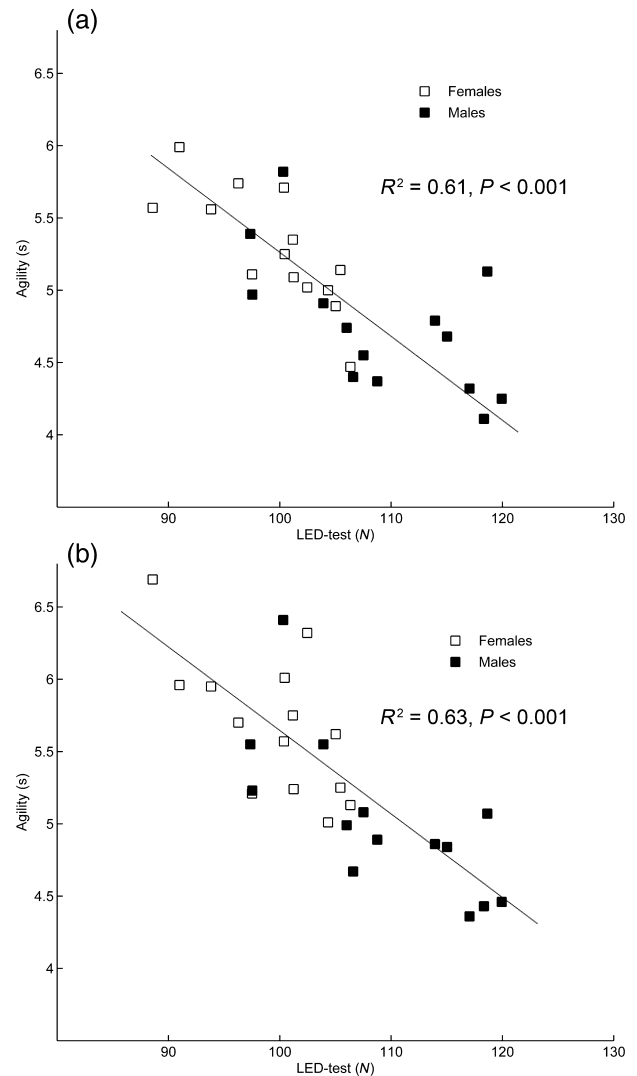 (a)
6.5
6
5.5
5
4.5
4
Agility (s)
Females
Males
R² = 0.61, P < 0.001
90 100 110 120 130
LED-test (N)
(b)
6.5
6
5.5
5
4.5
4
Agility (s)
Females
Males
R² = 0.63, P < 0.001
90 100 110 120 130
LED-test (N)